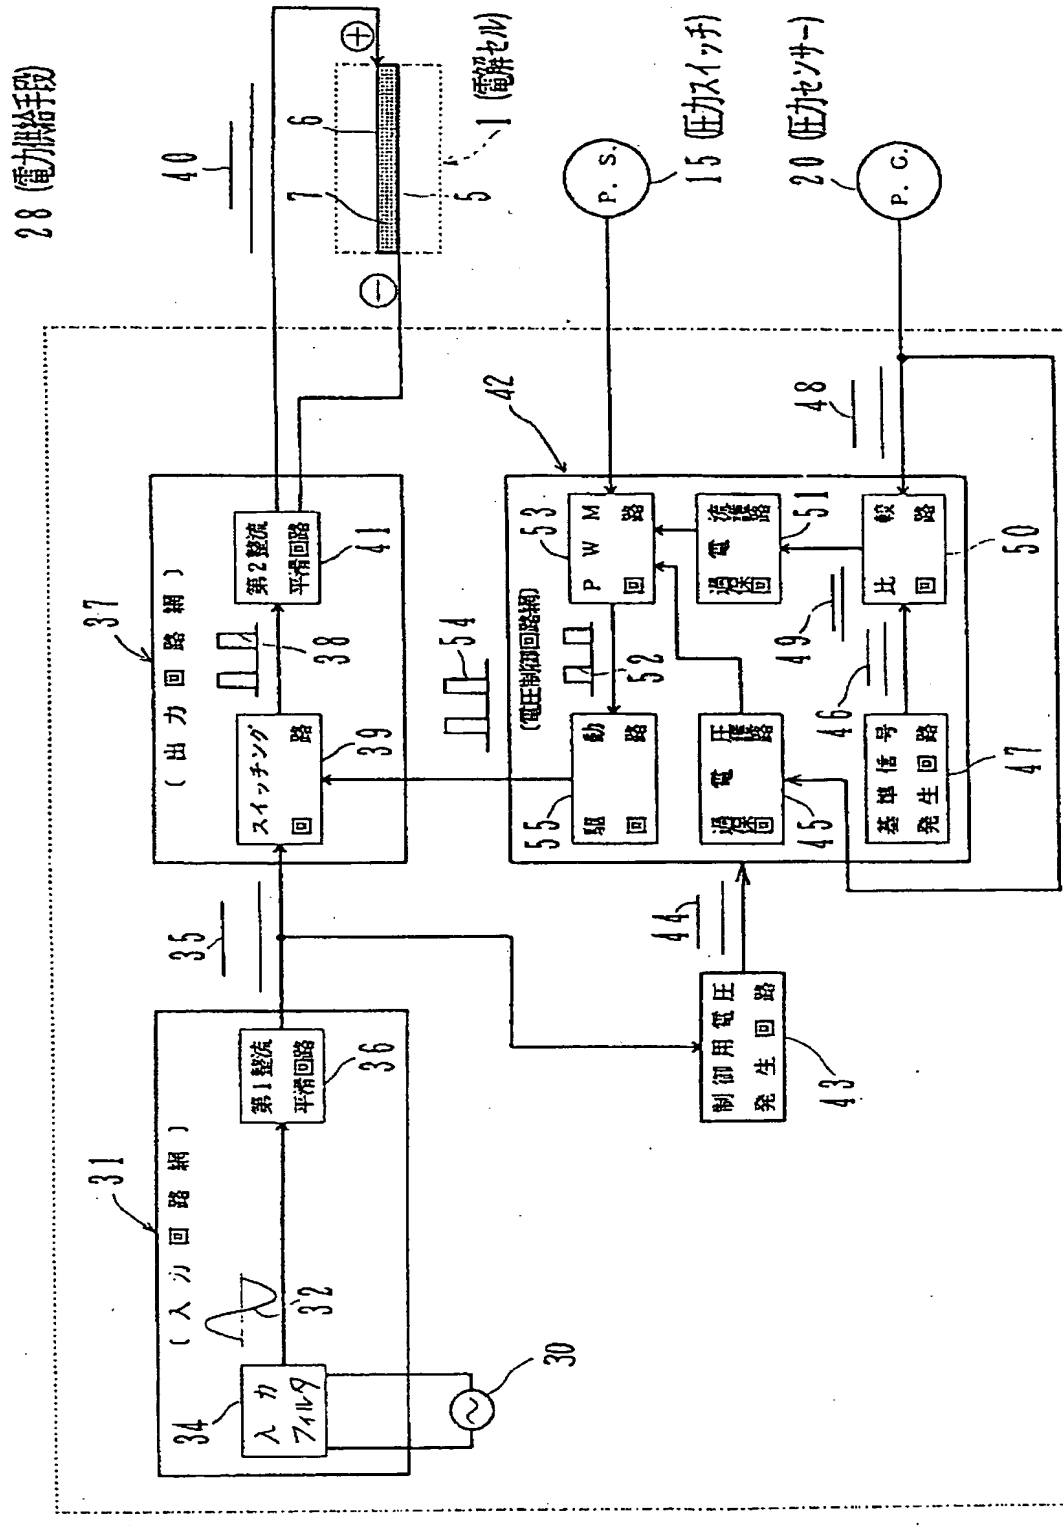 28 (電力供給手段)
31
(入力回路網)
34
入力
フィルタ
32
30
第1整流
平滑回路
36
35
37
(出力回路網)
スイッチング
回路
39
38
第2整流
平滑回路
41
40
+
-
7
6
5
1 (電解セル)
54
42
(電圧制御回路網)
55
駆動
回路
52
53
PWM
回路
P. S.
15 (圧力スイッチ)
過電圧
保護
回路
45
過電流
保護
回路
51
44
制御用電圧
発生回路
43
基準信号
発生回路
47
46
49
比較
回路
50
48
20 (圧力センサー)